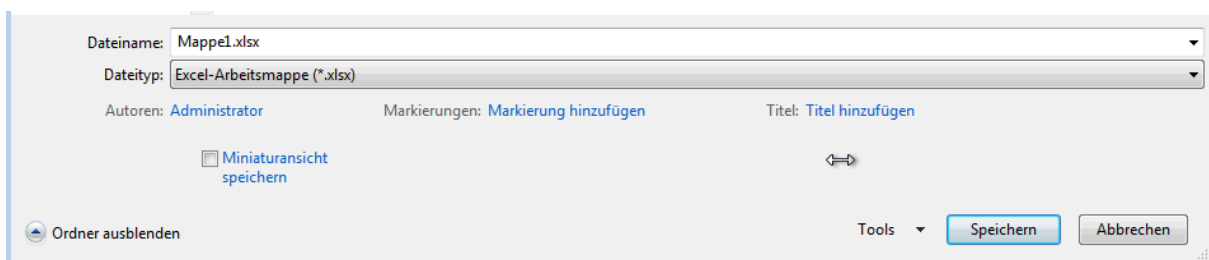 Dateiname: Mappe1.xlsx
Dateityp: Excel-Arbeitsmappe (*.xlsx)
Autoren: Administrator Markierungen: Markierung hinzufügen Titel: Titel hinzufügen
Miniaturansicht
speichern
Ordner ausblenden Tools Speichern Abbrechen